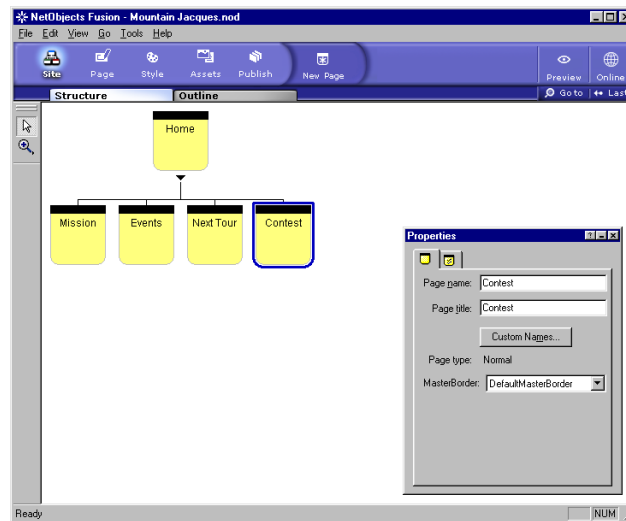 NetObjects Fusion - Mountain Jacques.nod
File Edit View Go Tools Help
Site Page Style Assets Publish New Page Preview Online
Structure Outline Go to Las
Home
Mission Events Next Tour Contest
Properties
Page name: Contest
Page title: Contest
Custom Names...
Page type: Normal
MasterBorder: DefaultMasterBorder
Ready NUM